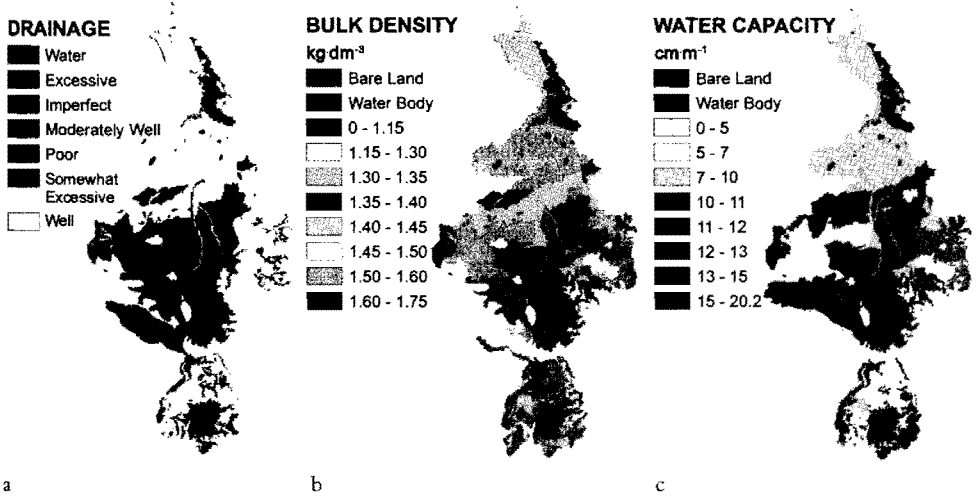 DRAINAGE
Water
Excessive
Imperfect
Moderately Well
Poor
Somewhat
Excessive
Well
BULK DENSITY
kg·dm-³
Bare Land
Water Body
0 - 1.15
1.15 - 1.30
1.30 - 1.35
1.35 - 1.40
1.40 - 1.45
1.45 - 1.50
1.50 - 1.60
1.60 - 1.75
WATER CAPACITY
cm·m-¹
Bare Land
Water Body
0 - 5
5 - 7
7 - 10
10 - 11
11 - 12
12 - 13
13 - 15
15 - 20.2
a
b
c